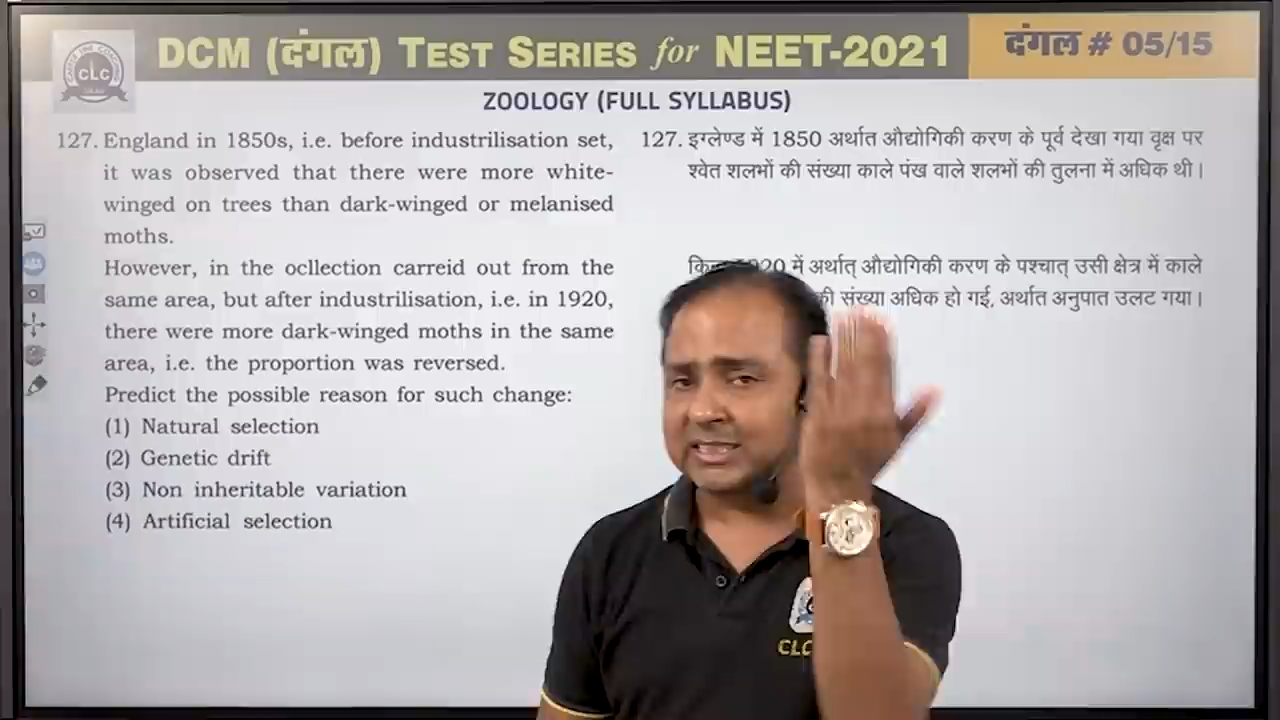 DCM (दंगल) TEST SERIES for NEET-2021
दंगल # 05/15
CLC
ZOOLOGY (FULL SYLLABUS)
127. England in 1850s, i.e. before industrilisation set,
it was observed that there were more white-
winged on trees than dark-winged or melanised
moths.
However, in the ocllection carreid out from the
same area, but after industrilisation, i.e. in 1920,
there were more dark-winged moths in the same
area, i.e. the proportion was reversed.
Predict the possible reason for such change:
(1) Natural selection
(2) Genetic drift
(3) Non inheritable variation
(4) Artificial selection
127. इग्लेण्ड में 1850 अर्थात औद्योगिकी करण के पूर्व देखा गया वृक्ष पर
श्वेत शलभों की संख्या काले पंख वाले शलभों की तुलना में अधिक थी।
में अर्थात् औद्योगिकी करण के पश्चात् उसी क्षेत्र में काले
की संख्या अधिक हो गई, अर्थात अनुपात उलट गया।
CLC